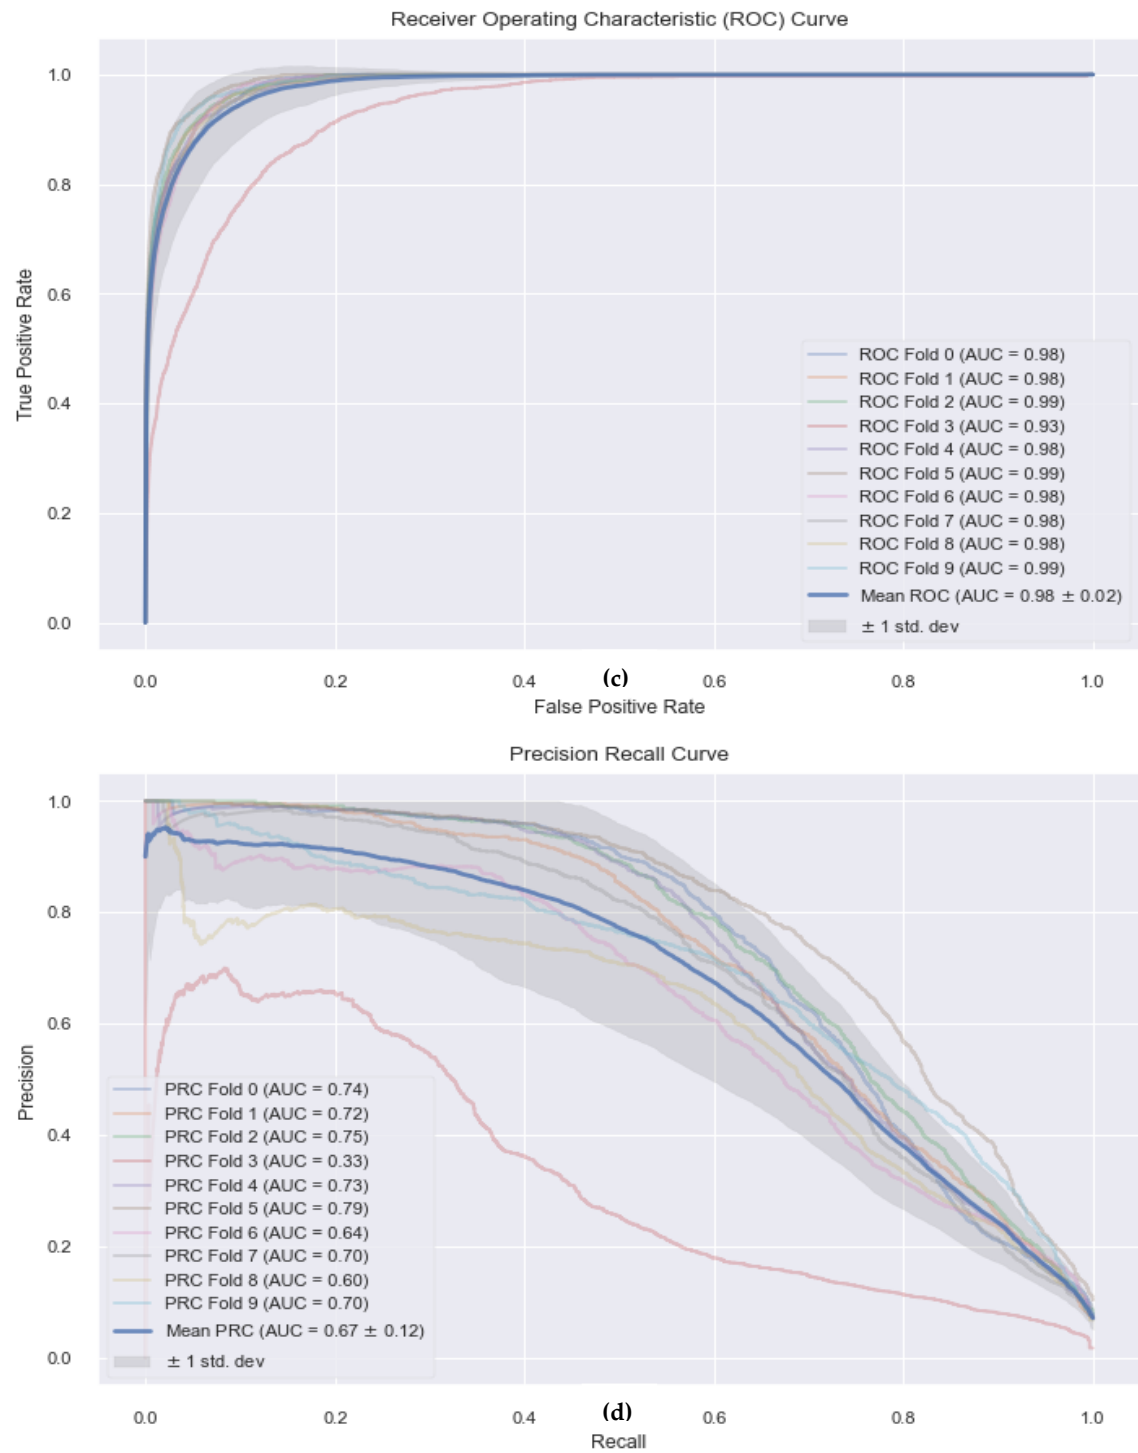 Receiver Operating Characteristic (ROC) Curve
1.0
0.8
0.6
0.4
0.2
0.0
True Positive Rate
ROC Fold 0 (AUC = 0.98)
ROC Fold 1 (AUC = 0.98)
ROC Fold 2 (AUC = 0.99)
ROC Fold 3 (AUC = 0.93)
ROC Fold 4 (AUC = 0.98)
ROC Fold 5 (AUC = 0.99)
ROC Fold 6 (AUC = 0.98)
ROC Fold 7 (AUC = 0.98)
ROC Fold 8 (AUC = 0.98)
ROC Fold 9 (AUC = 0.99)
Mean ROC (AUC = 0.98 ± 0.02)
± 1 std. dev
0.0 0.2 0.4 0.6 0.8 1.0
(c)
False Positive Rate
Precision Recall Curve
1.0
0.8
0.6
0.4
0.2
0.0
Precision
PRC Fold 0 (AUC = 0.74)
PRC Fold 1 (AUC = 0.72)
PRC Fold 2 (AUC = 0.75)
PRC Fold 3 (AUC = 0.33)
PRC Fold 4 (AUC = 0.73)
PRC Fold 5 (AUC = 0.79)
PRC Fold 6 (AUC = 0.64)
PRC Fold 7 (AUC = 0.70)
PRC Fold 8 (AUC = 0.60)
PRC Fold 9 (AUC = 0.70)
Mean PRC (AUC = 0.67 ± 0.12)
± 1 std. dev
0.0 0.2 0.4 0.6 0.8 1.0
(d)
Recall